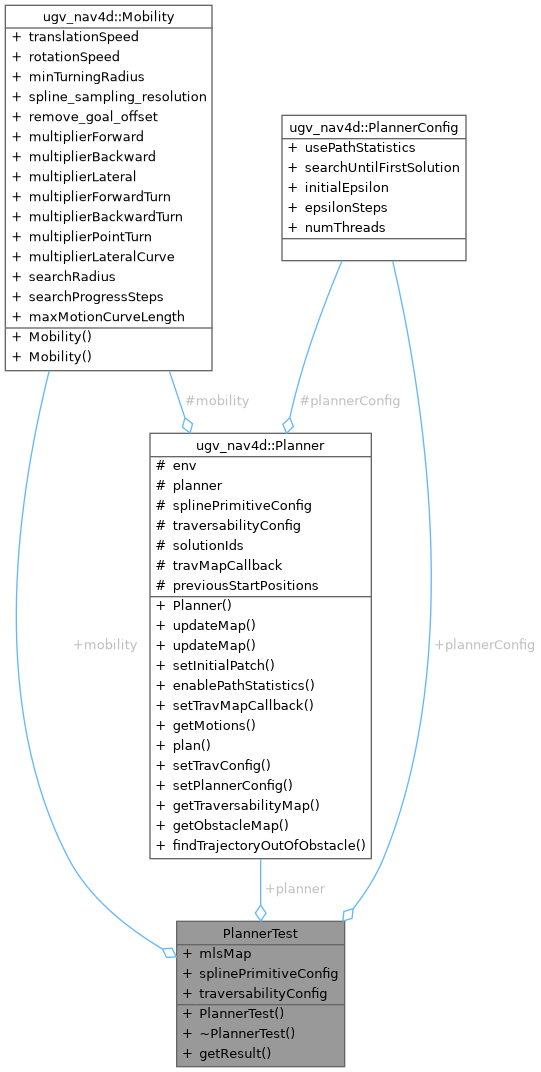 ugv_nav4d::Mobility
+ translationSpeed
+ rotationSpeed
+ minTurningRadius
+ spline_sampling_resolution
+ remove_goal_offset
+ multiplierForward
+ multiplierBackward
+ multiplierLateral
+ multiplierForwardTurn
+ multiplierBackwardTurn
+ multiplierPointTurn
+ multiplierLateralCurve
+ searchRadius
+ searchProgressSteps
+ maxMotionCurveLength
+ Mobility()
+ Mobility()
ugv_nav4d::PlannerConfig
+ usePathStatistics
+ searchUntilFirstSolution
+ initialEpsilon
+ epsilonSteps
+ numThreads
#mobility
#plannerConfig
ugv_nav4d::Planner
# env
# planner
# splinePrimitiveConfig
# traversabilityConfig
# solutionIds
# travMapCallback
# previousStartPositions
+ Planner()
+ updateMap()
+ updateMap()
+ setInitialPatch()
+ enablePathStatistics()
+ setTravMapCallback()
+ getMotions()
+ plan()
+ setTravConfig()
+ setPlannerConfig()
+ getTraversabilityMap()
+ getObstacleMap()
+ findTrajectoryOutOfObstacle()
+mobility
+plannerConfig
+planner
PlannerTest
+ mlsMap
+ splinePrimitiveConfig
+ traversabilityConfig
+ PlannerTest()
+ ~PlannerTest()
+ getResult()